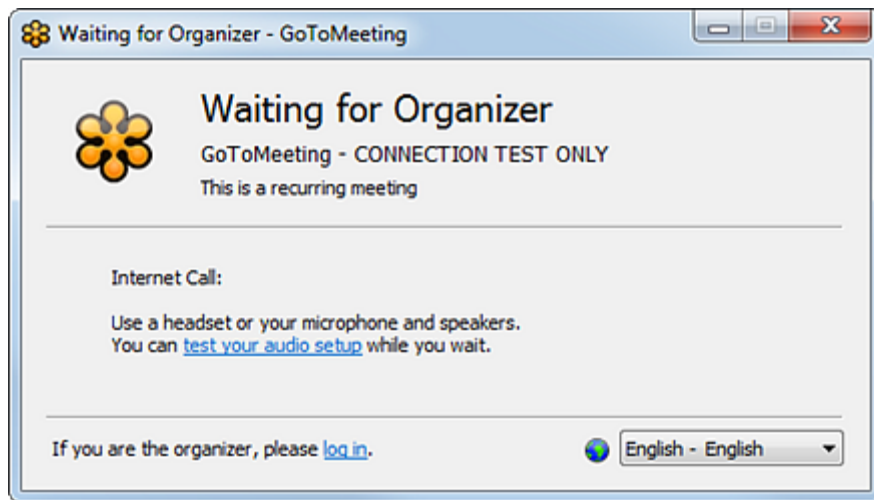 Waiting for Organizer - GoToMeeting
Waiting for Organizer
GoToMeeting - CONNECTION TEST ONLY
This is a recurring meeting
Internet Call:
Use a headset or your microphone and speakers.
You can test your audio setup while you wait.
If you are the organizer, please log in.
English - English